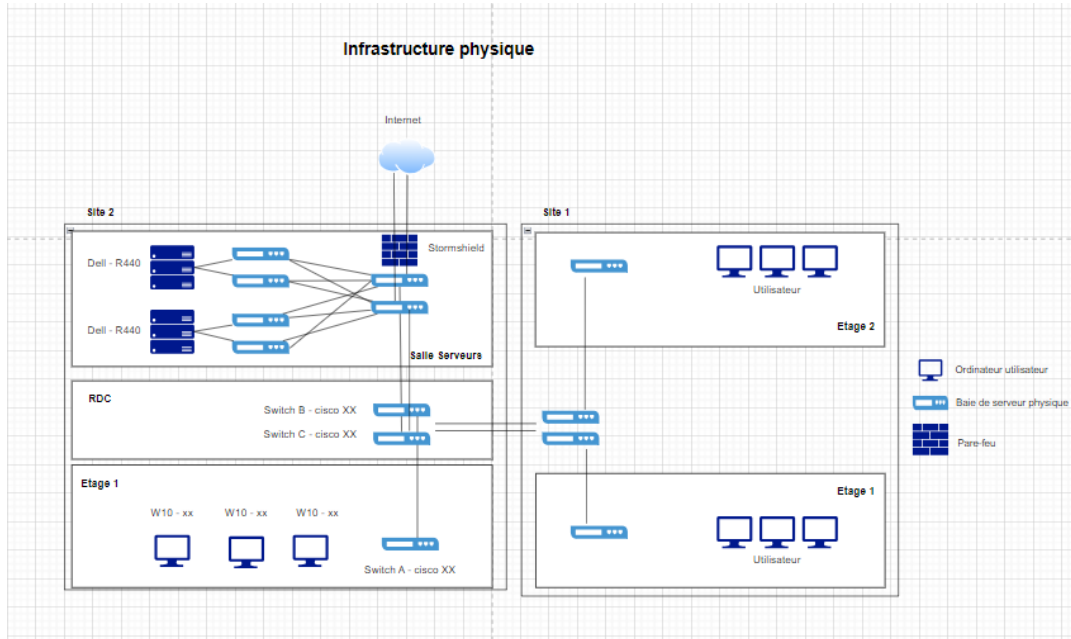 Infrastructure physique
Internet
Site 2
Site 1
Dell - R440
Stormshield
Dell - R440
Salle Serveurs
Utilisateur
Etage 2
RDC
Switch B - cisco XX
Switch C - cisco XX
Ordinateur utilisateur
Baie de serveur physique
Pare-feu
Etage 1
W10 - xx
W10 - xx
W10 - xx
Switch A - cisco XX
Etage 1
Utilisateur